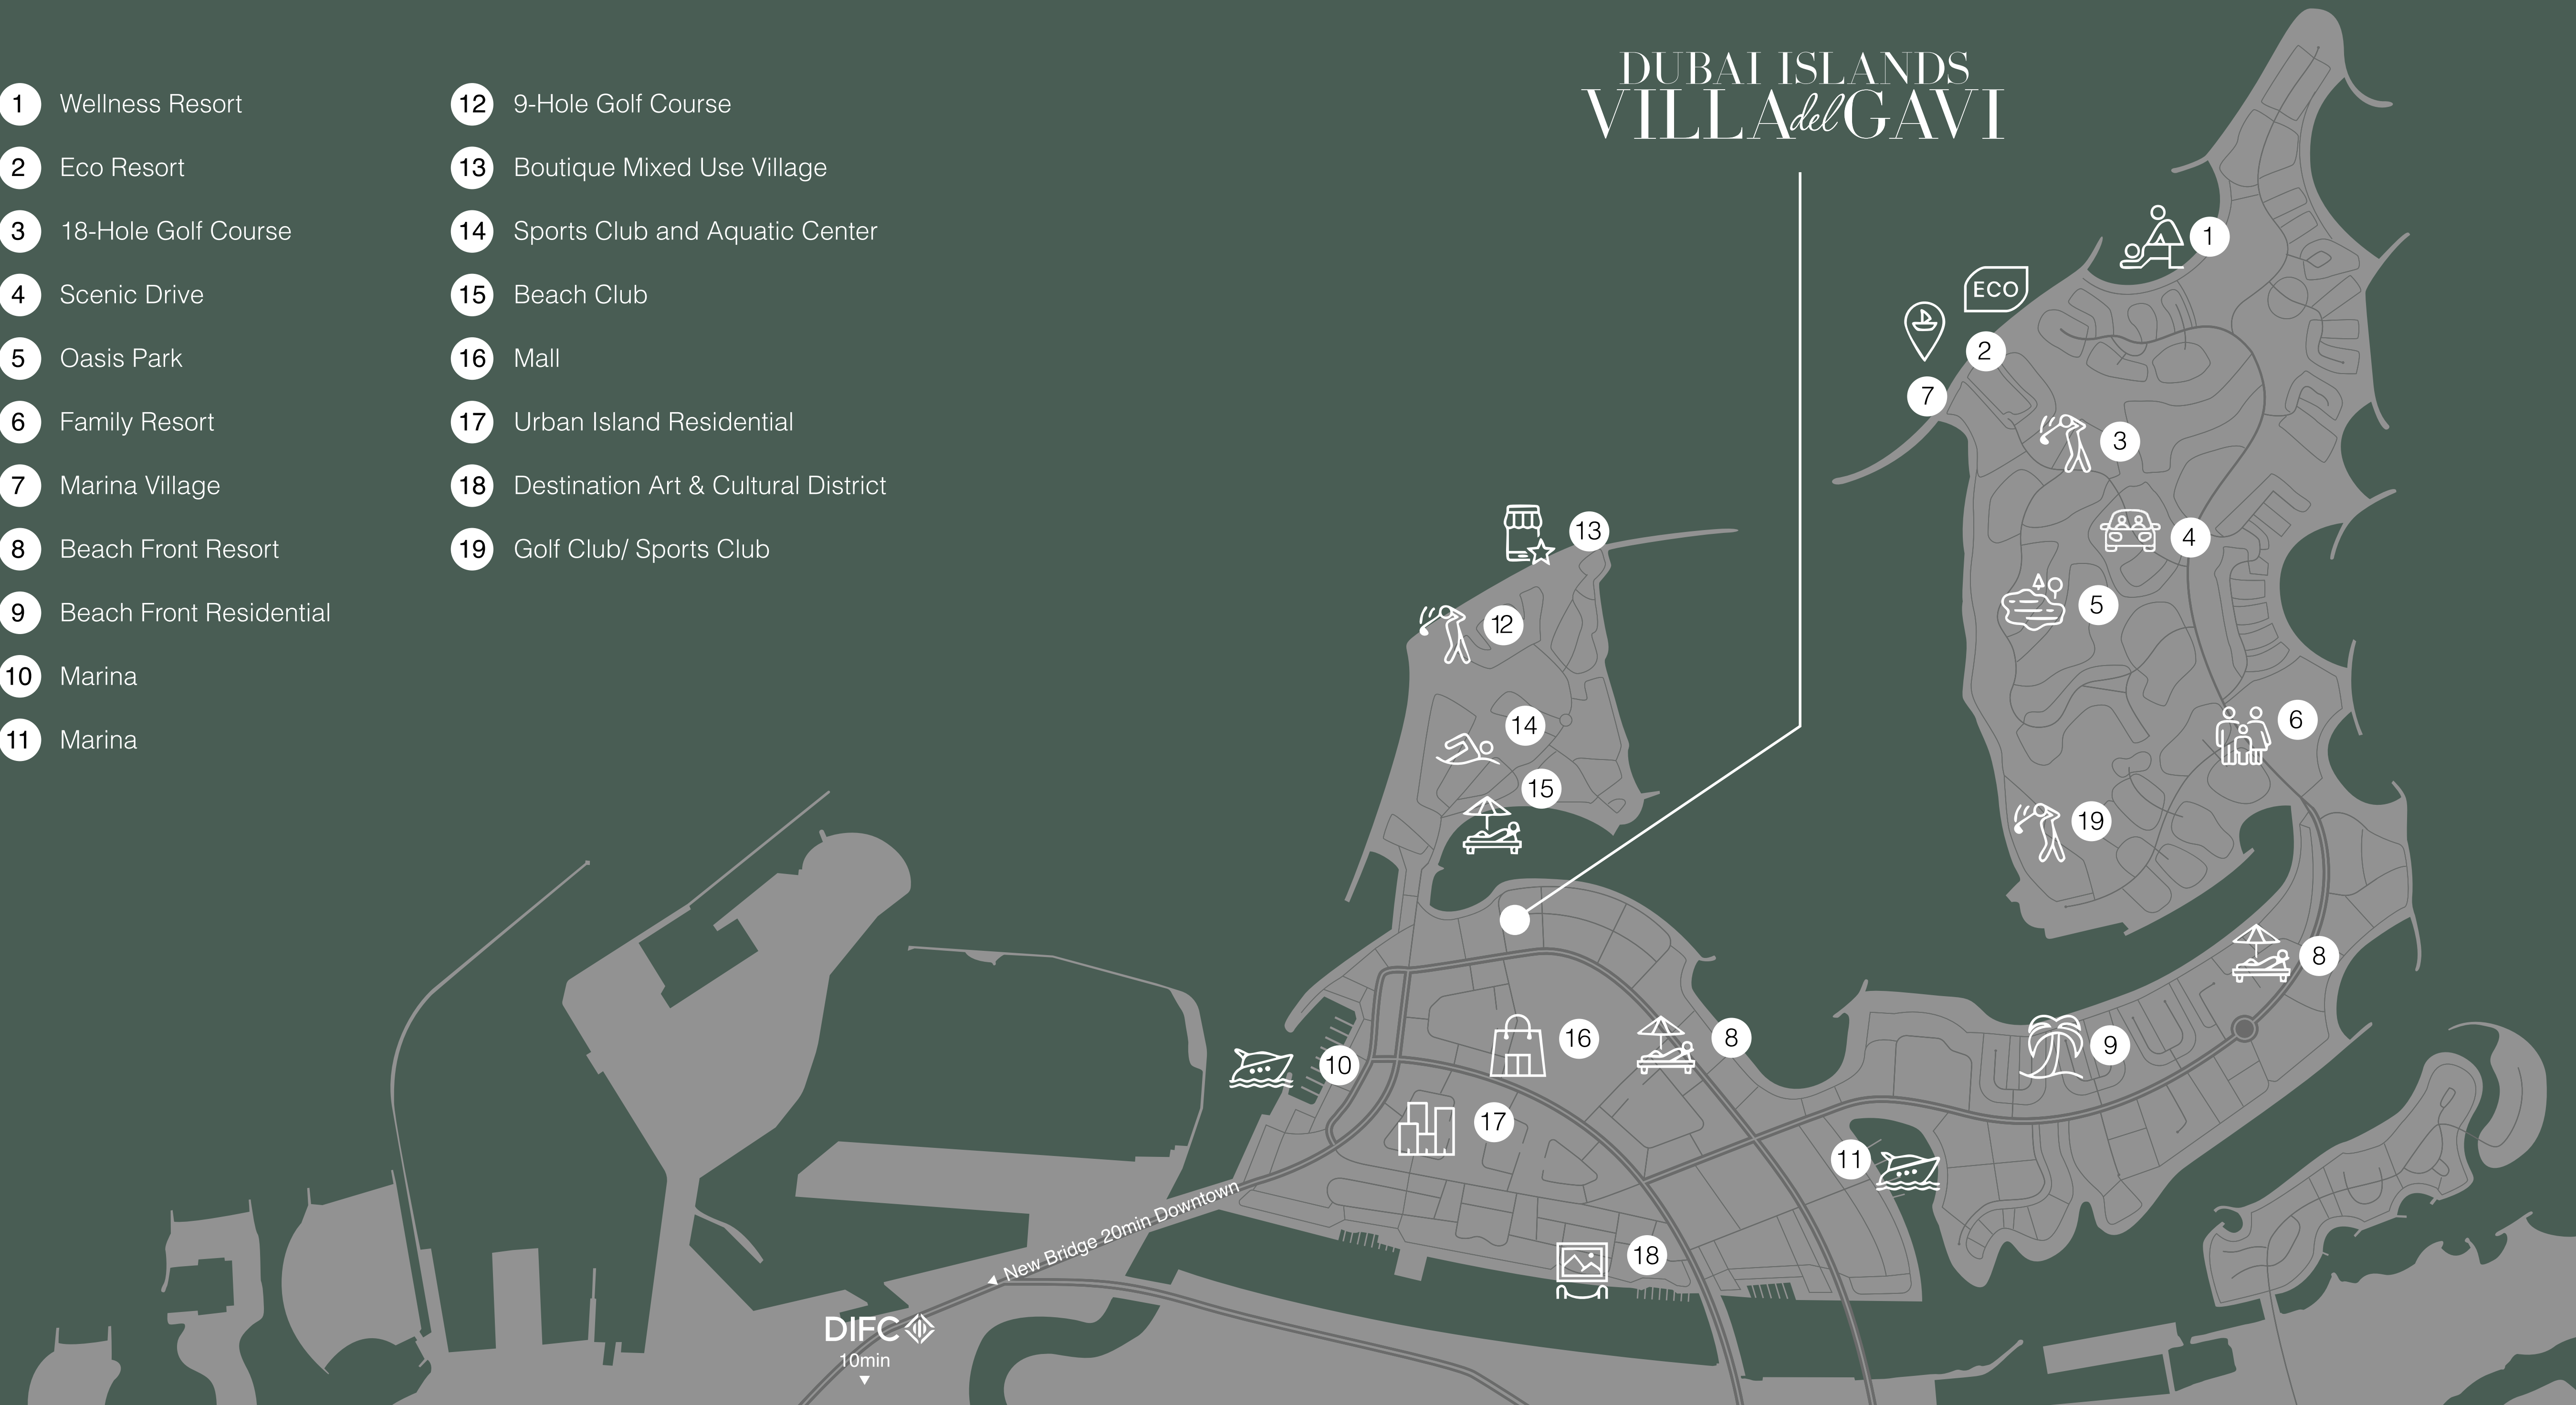 DUBAI ISLANDS
VILLA del GAVI
1 Wellness Resort
2 Eco Resort
3 18-Hole Golf Course
4 Scenic Drive
5 Oasis Park
6 Family Resort
7 Marina Village
8 Beach Front Resort
9 Beach Front Residential
10 Marina
11 Marina
12 9-Hole Golf Course
13 Boutique Mixed Use Village
14 Sports Club and Aquatic Center
15 Beach Club
16 Mall
17 Urban Island Residential
18 Destination Art & Cultural District
19 Golf Club/ Sports Club
1
ECO
2
7
3
13
4
5
12
6
14
15
19
8
16
8
9
10
17
11
New Bridge 20min Downtown
18
DIFC
10min